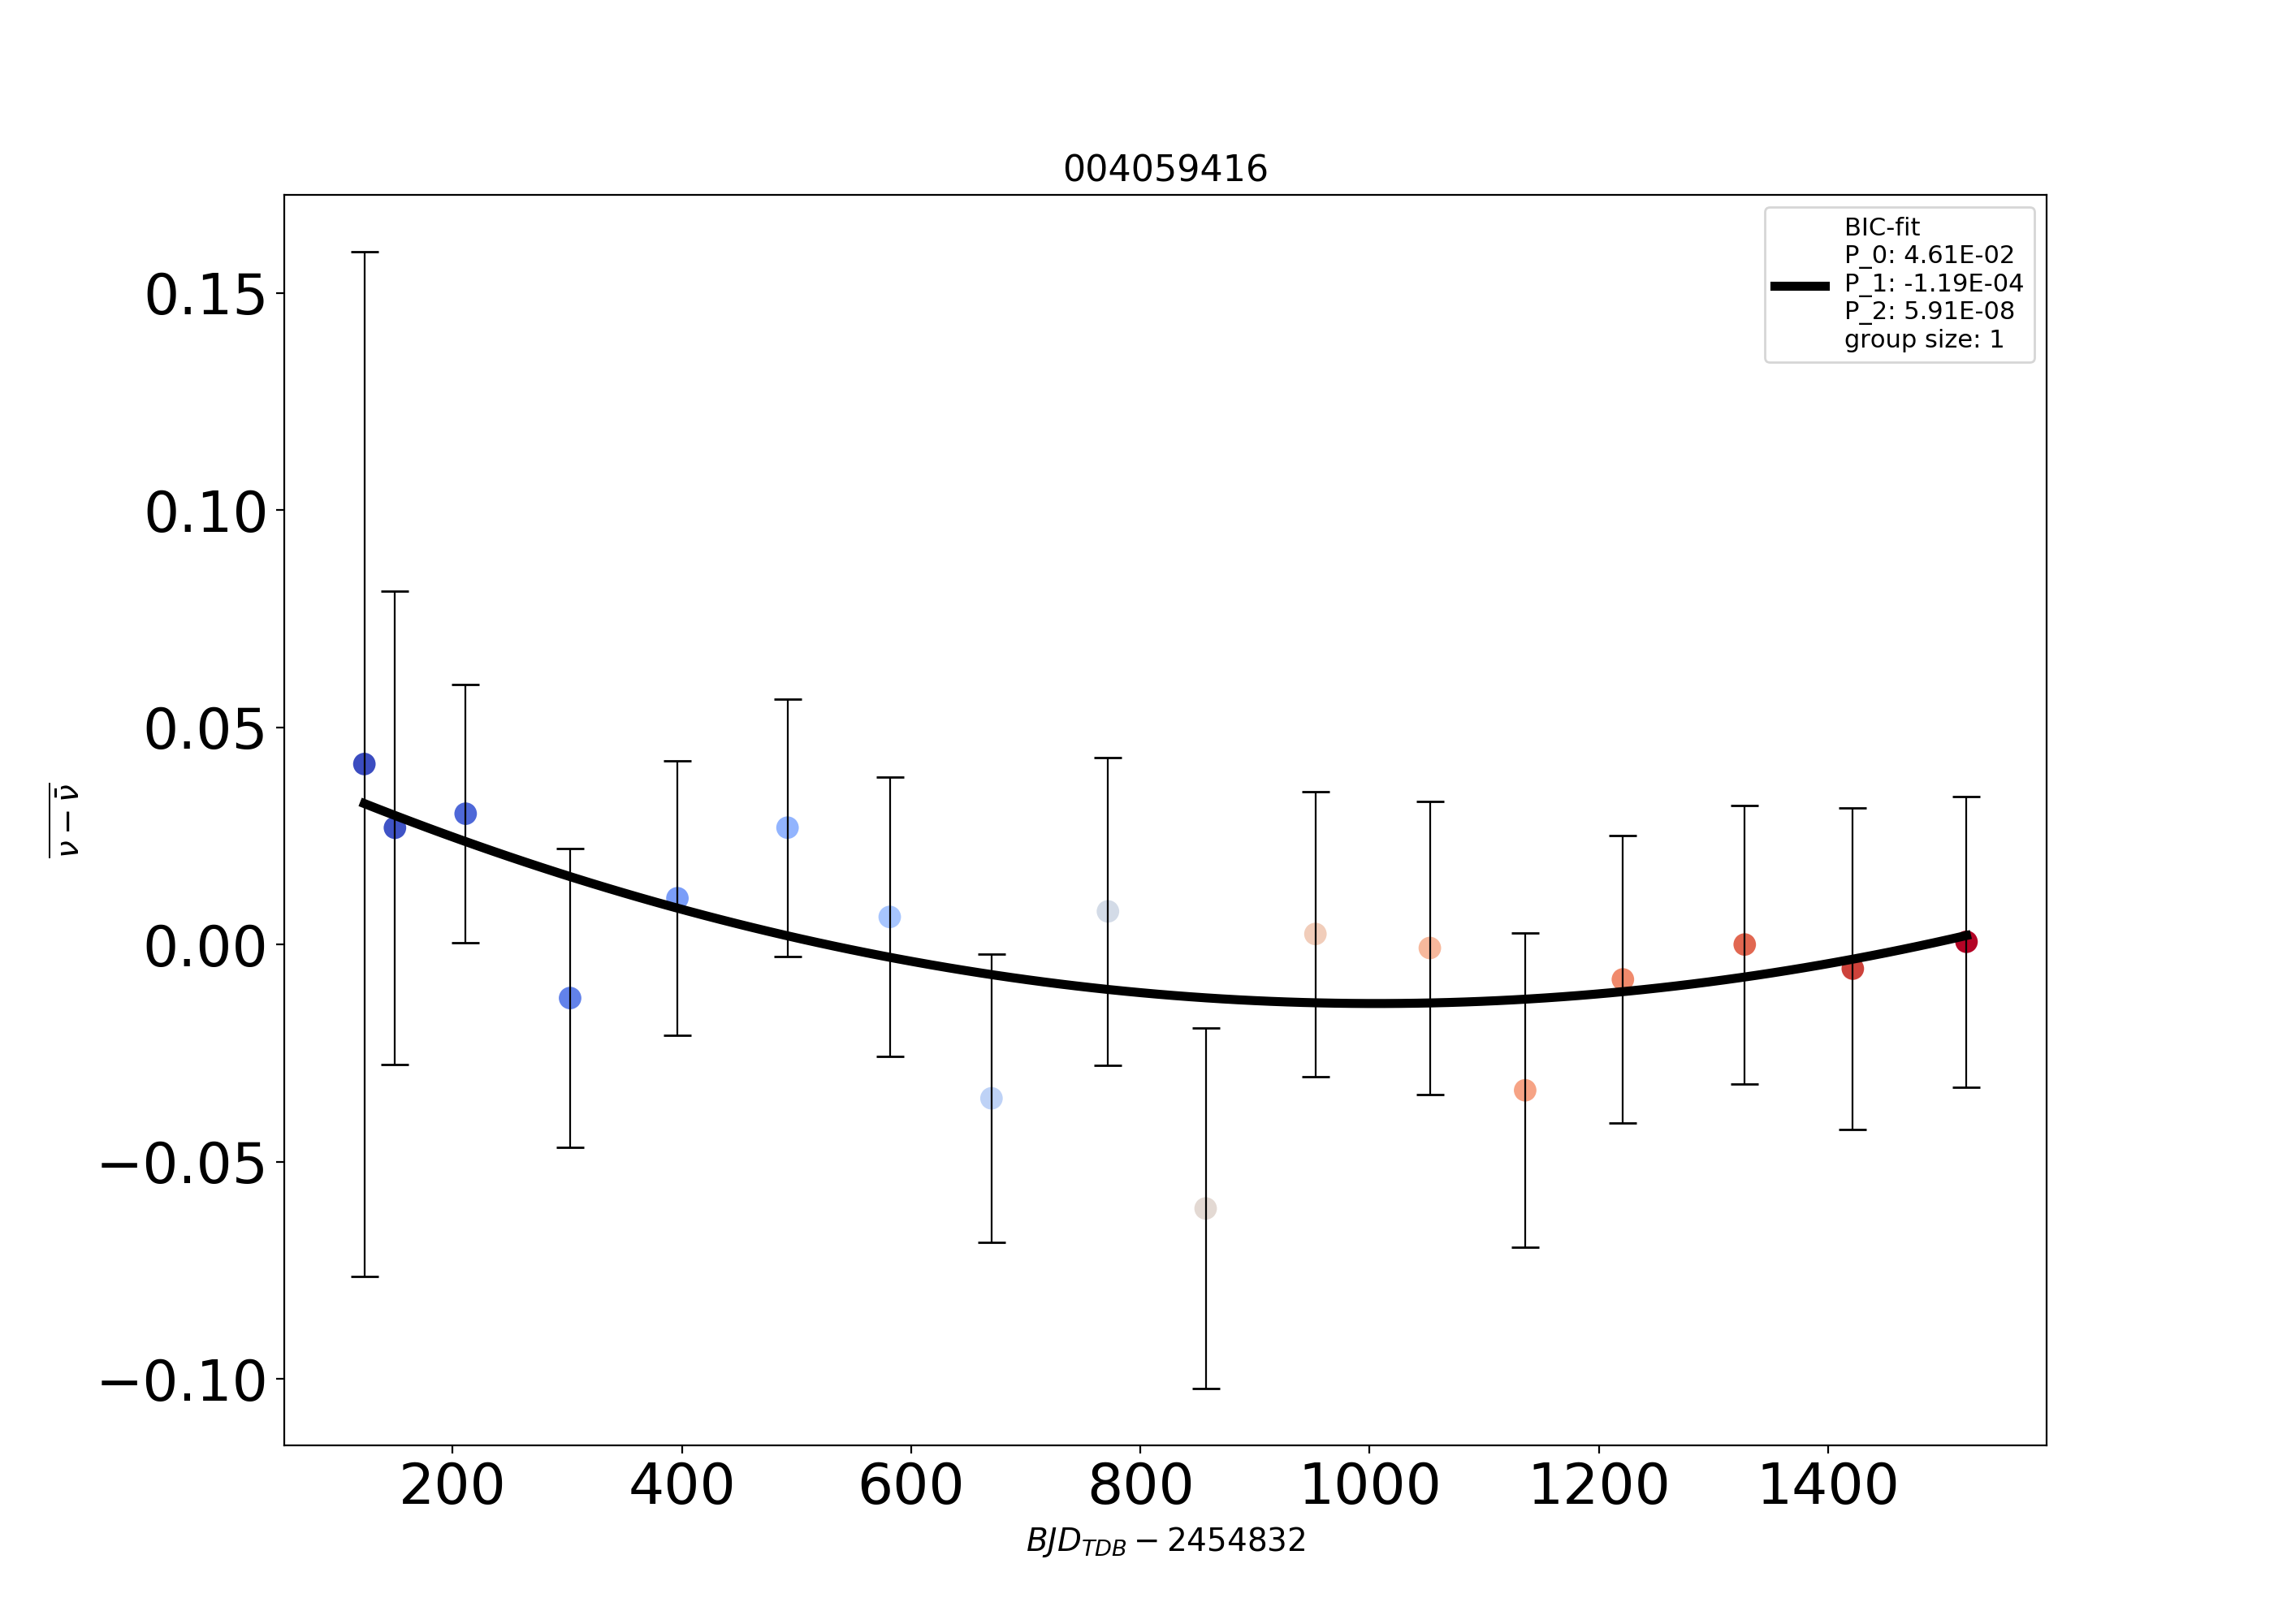 004059416
BIC-fit
P_0: 4.61E-02
P_1: -1.19E-04
P_2: 5.91E-08
group size: 1
0.15
0.10
0.05
0.00
−0.05
−0.10
ν − ν̄
200 400 600 800 1000 1200 1400
BJD_TDB − 2454832